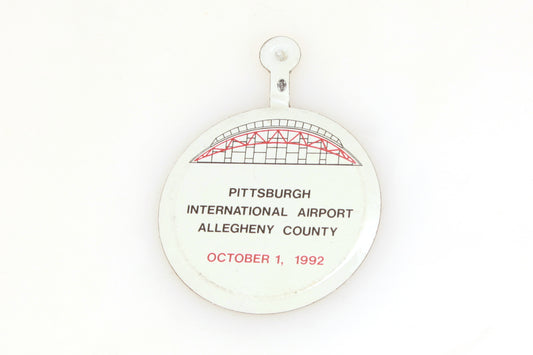 PITTSBURGH
INTERNATIONAL AIRPORT
ALLEGHENY COUNTY
OCTOBER 1, 1992